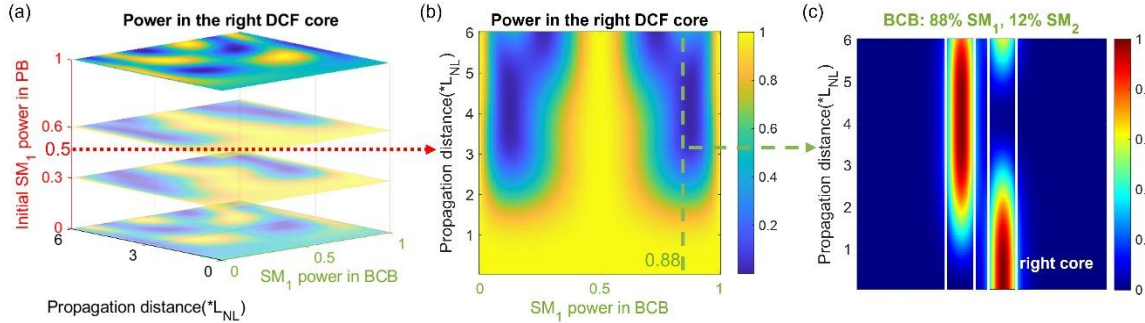 (a)
Power in the right DCF core
Initial SM1 power in PB
1
0.6
0.5
0.3
0
6
3
0
0
0.5
1
SM1 power in BCB
Propagation distance(*LNL)
(b)
Power in the right DCF core
Propagation distance(*LNL)
6
5
4
3
2
1
0.88
0
0.5
1
SM1 power in BCB
1
0.8
0.6
0.4
0.2
(c)
BCB: 88% SM1, 12% SM2
Propagation distance(*LNL)
6
5
4
3
2
1
right core
1
0